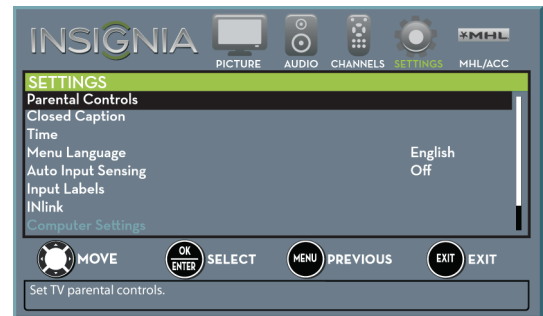 INSIGNIA
PICTURE AUDIO CHANNELS SETTINGS MHL/ACC
MHL
SETTINGS
Parental Controls
Closed Caption
Time
Menu Language English
Auto Input Sensing Off
Input Labels
INlink
Computer Settings
MOVE OK ENTER SELECT MENU PREVIOUS EXIT EXIT
Set TV parental controls.